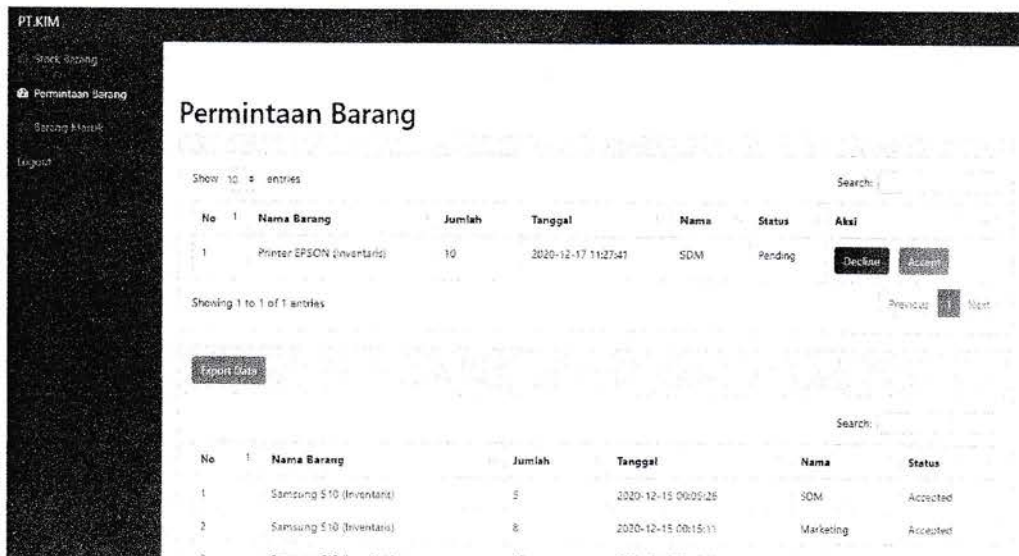 PT.KIM
Stock Barang
Permintaan Barang
Barang Masuk
Logout
Permintaan Barang
Show 10 entries
Search:
No Nama Barang Jumlah Tanggal Nama Status Aksi
1 Printer EPSON (Inventaris) 10 2020-12-17 11:27:41 SDM Pending Decline Accept
Showing 1 to 1 of 1 entries
Previous 1 Next
Export Data
Search:
No Nama Barang Jumlah Tanggal Nama Status
1 Samsung S10 (Inventaris) 5 2020-12-15 00:05:26 SDM Accepted
2 Samsung S10 (Inventaris) 8 2020-12-15 00:15:11 Marketing Accepted